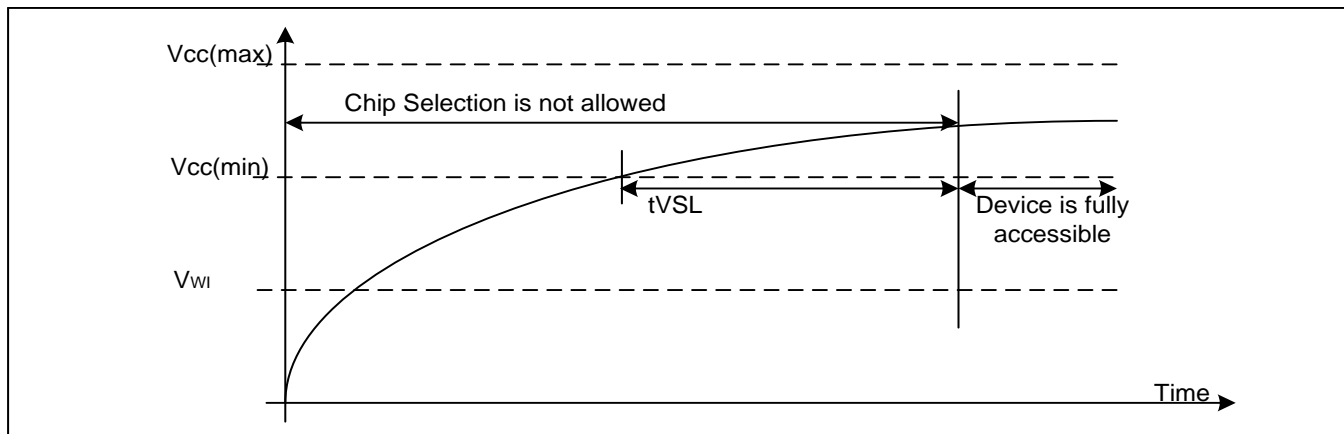 Vcc(max)
Chip Selection is not allowed
Vcc(min)
tVSL
Device is fully
accessible
VWI
Time